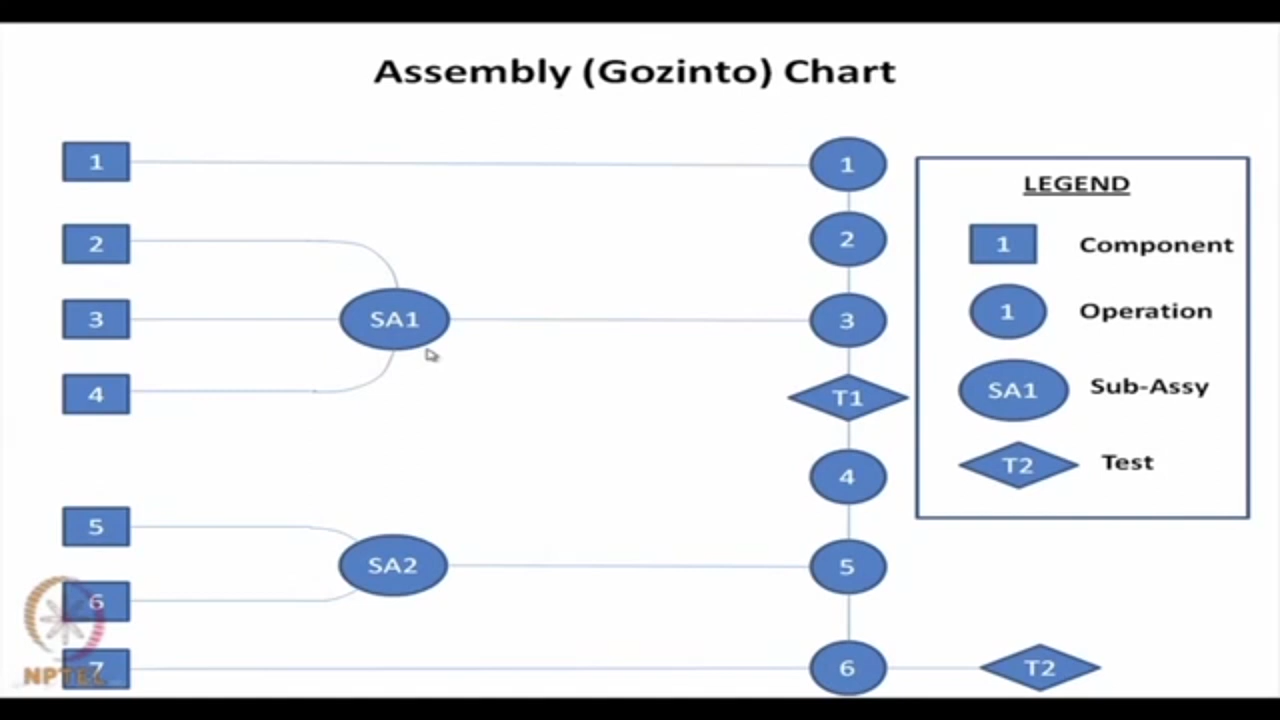 Assembly (Gozinto) Chart
1
1
LEGEND
2
2
1
Component
3
SA1
3
1
Operation
4
T1
SA1
Sub-Assy
4
T2
Test
5
SA2
5
6
7
6
T2
NPTEL